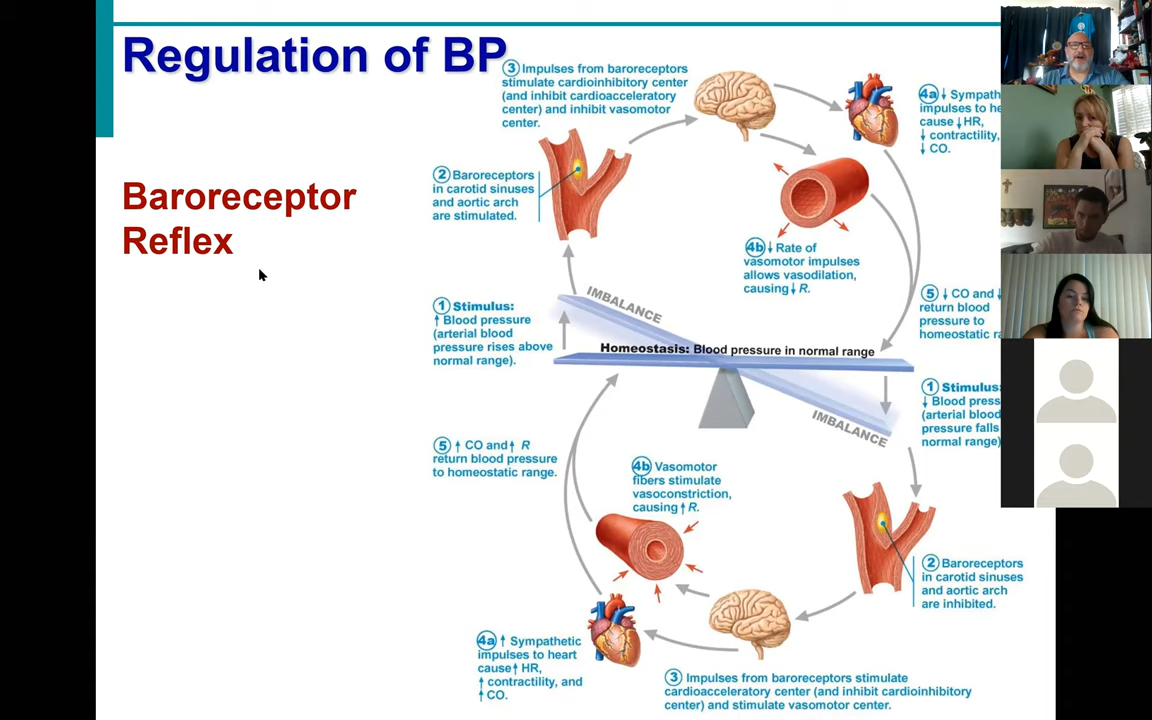 Regulation of BP
Baroreceptor
Reflex
3 Impulses from baroreceptors
stimulate cardioinhibitory center
(and inhibit cardioacceleratory
center) and inhibit vasomotor
center.
4a ↓ Sympath
impulses to he
cause ↓ HR,
↓ contractility,
↓ CO.
2 Baroreceptors
in carotid sinuses
and aortic arch
are stimulated.
4b ↓ Rate of
vasomotor impulses
allows vasodilation,
causing ↓ R.
1 Stimulus:
↑ Blood pressure
(arterial blood
pressure rises above
normal range).
IMBALANCE
5 ↓ CO and ↓
return blood
pressure to
homeostatic ra
Homeostasis: Blood pressure in normal range
IMBALANCE
1 Stimulus:
↓ Blood press
(arterial blood
pressure falls
normal range)
5 ↑ CO and ↑ R
return blood pressure
to homeostatic range.
4b Vasomotor
fibers stimulate
vasoconstriction,
causing ↑ R.
2 Baroreceptors
in carotid sinuses
and aortic arch
are inhibited.
4a ↑ Sympathetic
impulses to heart
cause ↑ HR,
↑ contractility, and
↑ CO.
3 Impulses from baroreceptors stimulate
cardioacceleratory center (and inhibit cardioinhibitory
center) and stimulate vasomotor center.